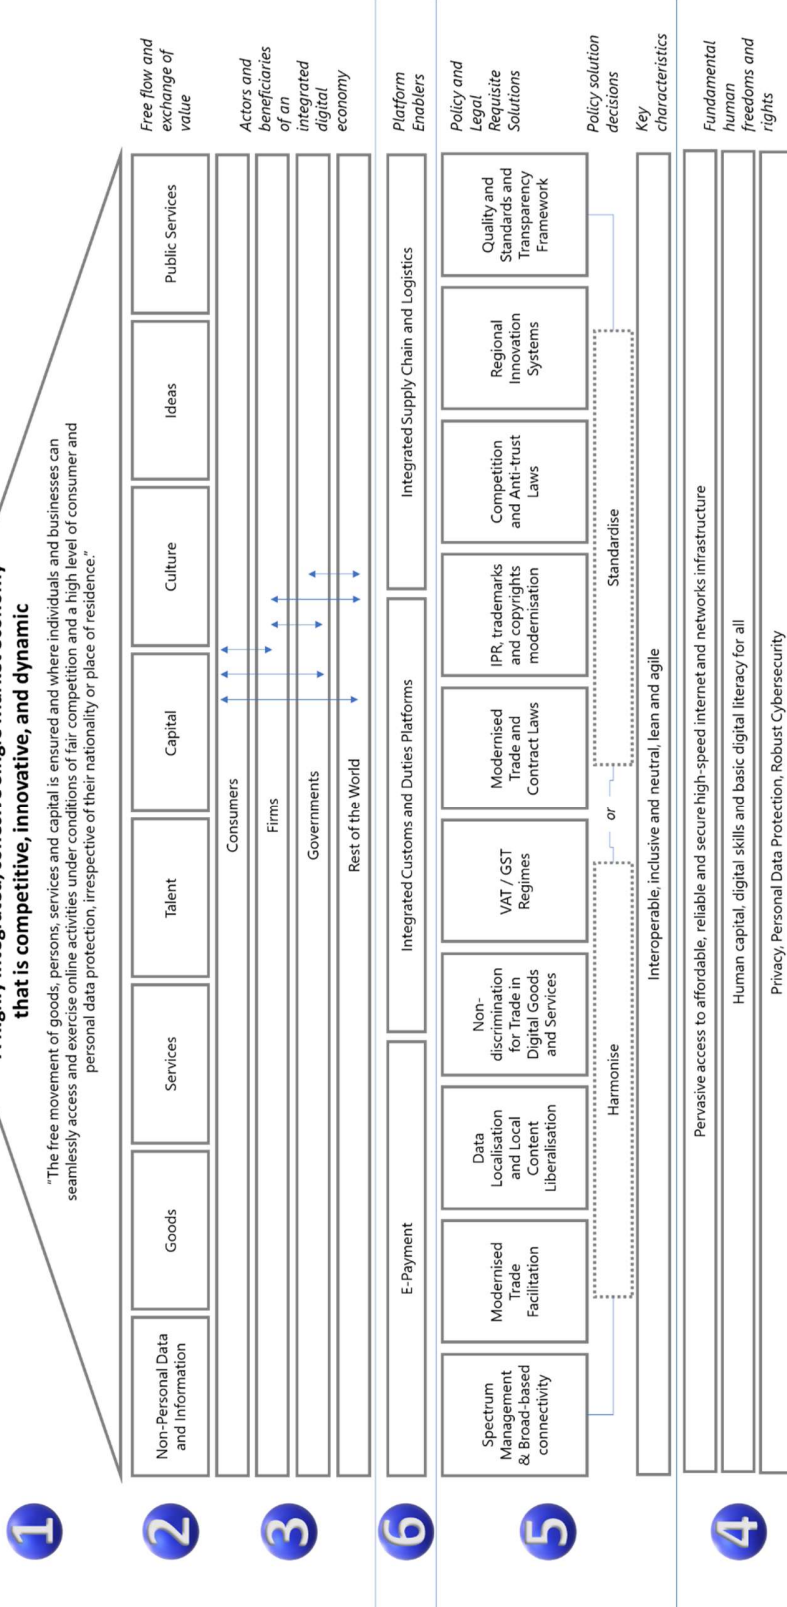 1
that is competitive, innovative, and dynamic
"The free movement of goods, persons, services and capital is ensured and where individuals and businesses can
seamlessly access and exercise online activities under conditions of fair competition and a high level of consumer and
personal data protection, irrespective of their nationality or place of residence."
2
Non-Personal Data
and Information
Goods
Services
Talent
Capital
Culture
Ideas
Public Services
Free flow and
exchange of
value
3
Consumers
Firms
Governments
Rest of the World
Actors and
beneficiaries
of an
integrated
digital
economy
6
E-Payment
Integrated Customs and Duties Platforms
Integrated Supply Chain and Logistics
Platform
Enablers
5
Spectrum
Management
& Broad-based
connectivity
Modernised
Trade
Facilitation
Data
Localisation
and Local
Content
Liberalisation
Non-
discrimination
for Trade in
Digital Goods
and Services
VAT / GST
Regimes
Modernised
Trade and
Contract Laws
IPR, trademarks
and copyrights
modernisation
Competition
and Anti-trust
Laws
Regional
Innovation
Systems
Quality and
Standards and
Transparency
Framework
Policy and
Legal
Requisite
Solutions
Harmonise
or
Standardise
Policy solution
decisions
Interoperable, inclusive and neutral, lean and agile
Key
characteristics
4
Pervasive access to affordable, reliable and secure high-speed internet and networks infrastructure
Human capital, digital skills and basic digital literacy for all
Privacy, Personal Data Protection, Robust Cybersecurity
Fundamental
human
freedoms and
rights